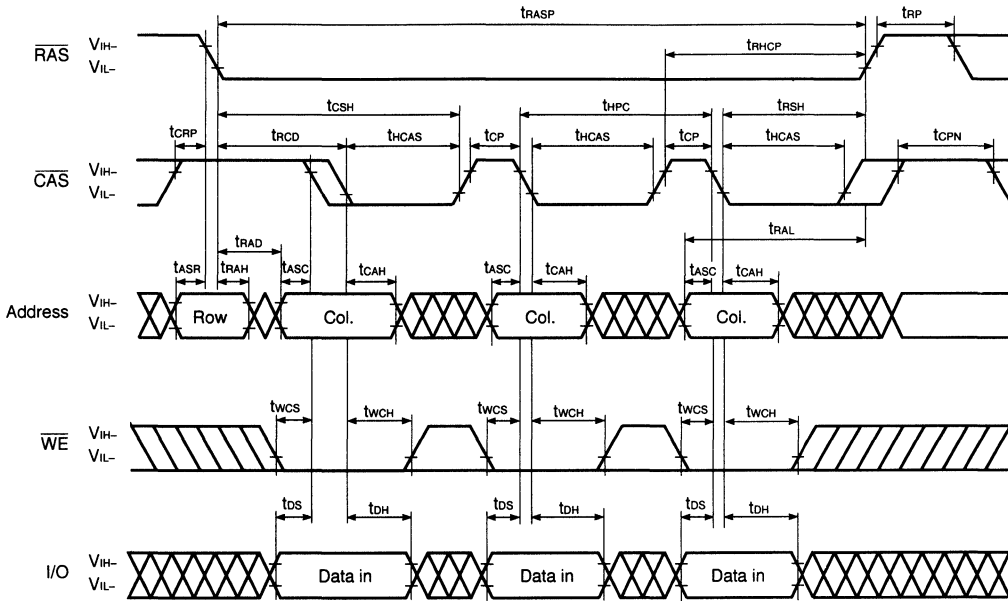 tRASP
tRP
RAS
VIH–
VIL–
tRHCP
tCSH
tHPC
tRSH
tCRP
tRCD
tHCAS
tCP
tHCAS
tCP
tHCAS
tCPN
CAS
VIH–
VIL–
tRAD
tRAL
tASR
tRAH
tASC
tCAH
tASC
tCAH
tASC
tCAH
Address
VIH–
VIL–
Row
Col.
Col.
Col.
tWCS
tWCH
tWCS
tWCH
tWCS
tWCH
WE
VIH–
VIL–
tDS
tDH
tDS
tDH
tDS
tDH
I/O
VIH–
VIL–
Data in
Data in
Data in